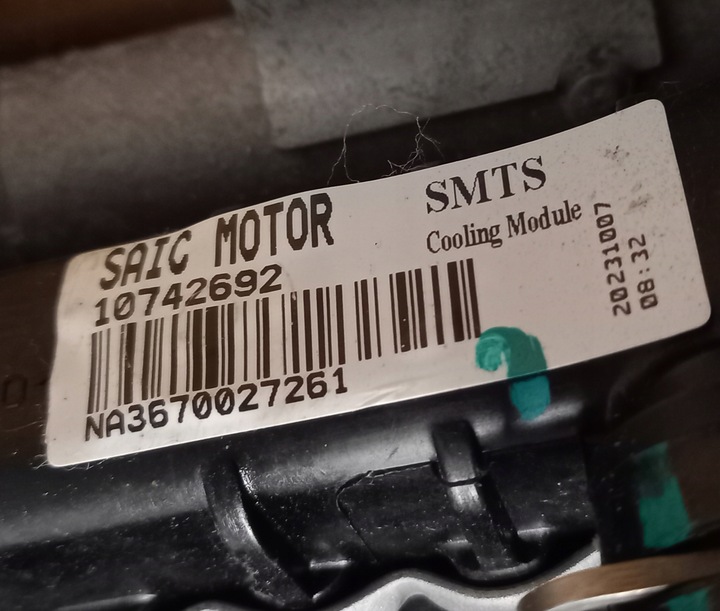 SAIC MOTOR
10742692
NA3670027261
SMTS
Cooling Module
20231007
08:32